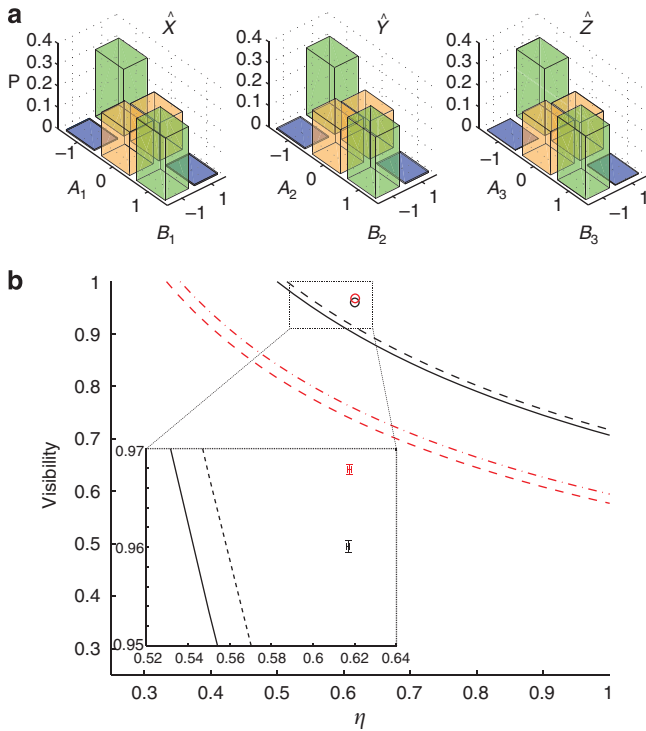 a
X̂ Ŷ Ẑ
P
0.4 0.4 0.4
0.3 0.3 0.3
0.2 0.2 0.2
0.1 0.1 0.1
0 0 0
−1 0 1 −1 0 1 −1 0 1
A1 A2 A3
−1 1 −1 1 −1 1
B1 B2 B3
b
Visibility
1
0.9
0.8
0.7
0.6
0.5
0.4
0.3
0.97
0.96
0.95
0.52 0.54 0.56 0.58 0.6 0.62 0.64
0.3 0.4 0.5 0.6 0.7 0.8 0.9 1
η